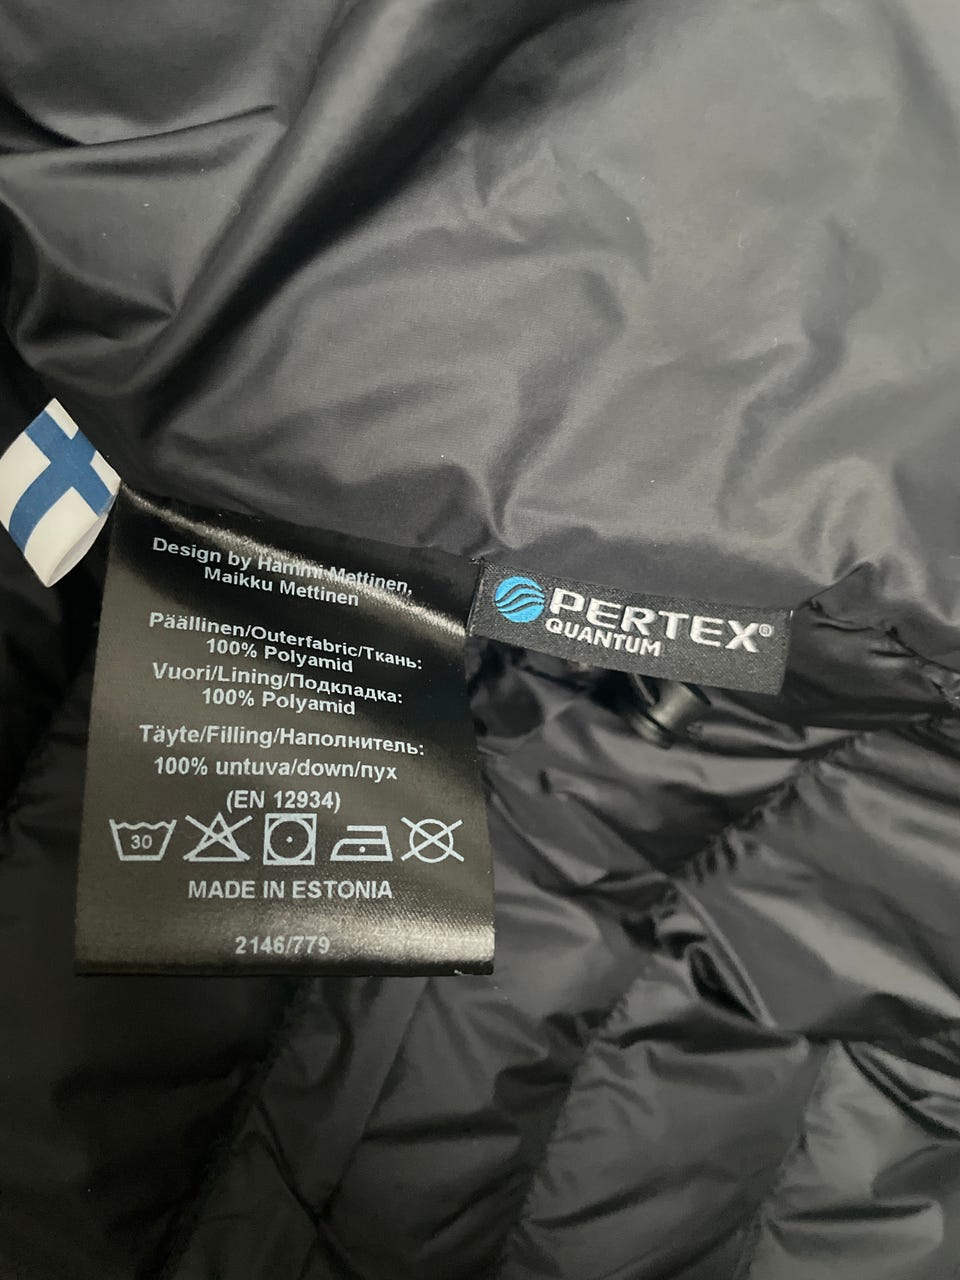 Design by Hammi Mettinen,
Maikku Mettinen
Päällinen/Outerfabric/Ткань:
100% Polyamid
Vuori/Lining/Подкладка:
100% Polyamid
Täyte/Filling/Наполнитель:
100% untuva/down/пух
(EN 12934)
30
MADE IN ESTONIA
2146/779
PERTEX®
QUANTUM